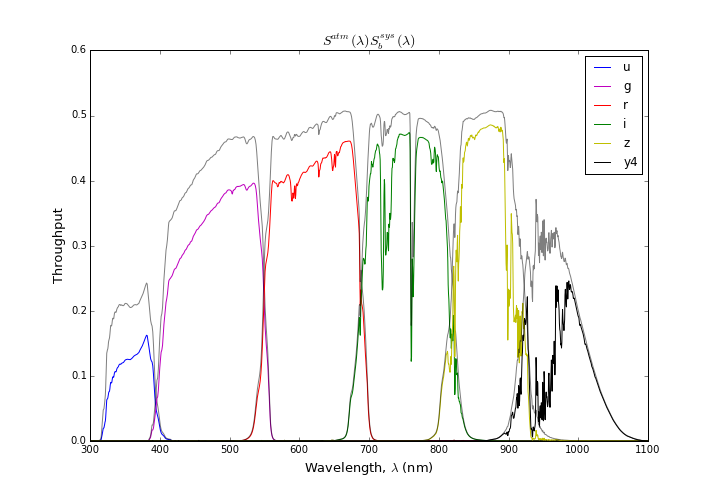 S^{atm}(λ)S_b^{sys}(λ)
0.6
0.5
0.4
0.3
0.2
0.1
0.0
Throughput
300 400 500 600 700 800 900 1000 1100
Wavelength, λ (nm)
u
g
r
i
z
y4